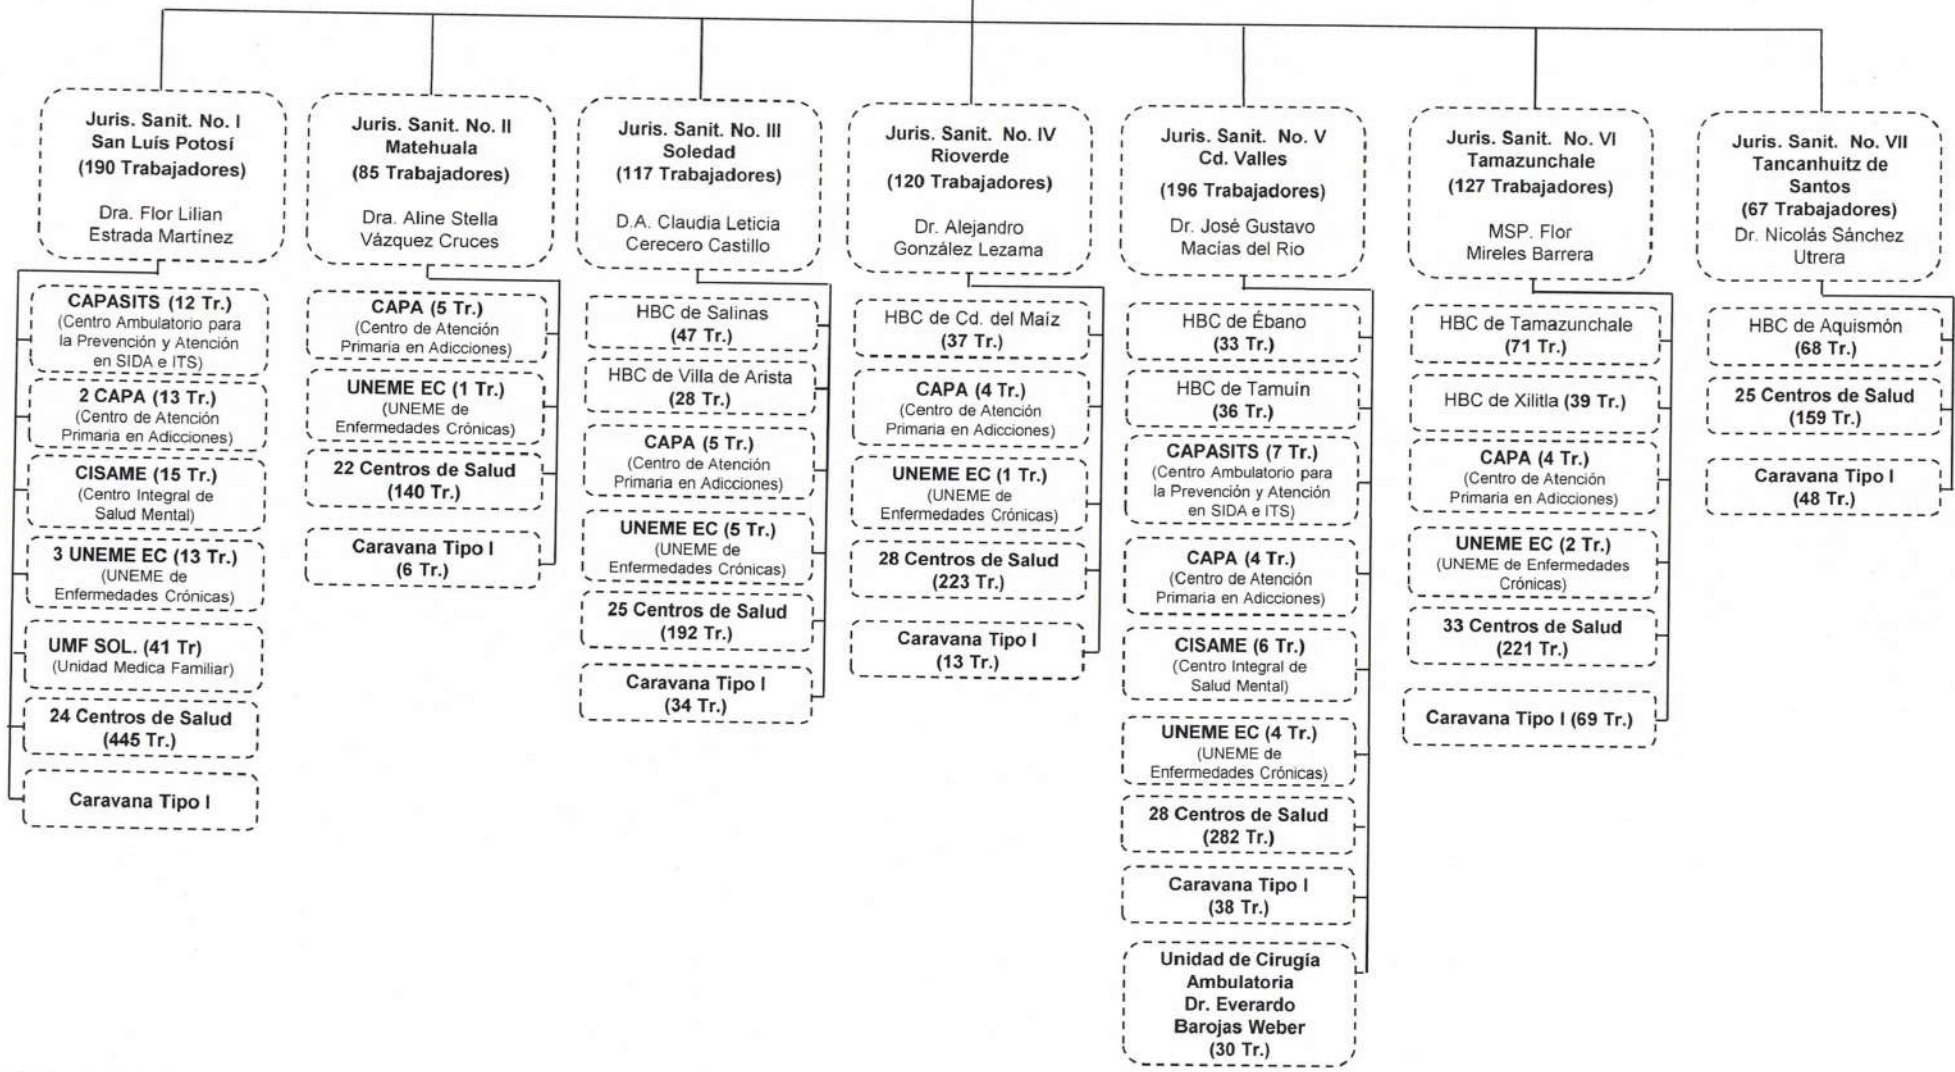 Juris. Sanit. No. I
San Luís Potosí
(190 Trabajadores)
Dra. Flor Lilian
Estrada Martínez
CAPASITS (12 Tr.)
(Centro Ambulatorio para
la Prevención y Atención
en SIDA e ITS)
2 CAPA (13 Tr.)
(Centro de Atención
Primaria en Adicciones)
CISAME (15 Tr.)
(Centro Integral de
Salud Mental)
3 UNEME EC (13 Tr.)
(UNEME de
Enfermedades Crónicas)
UMF SOL. (41 Tr)
(Unidad Medica Familiar)
24 Centros de Salud
(445 Tr.)
Caravana Tipo I
Juris. Sanit. No. II
Matehuala
(85 Trabajadores)
Dra. Aline Stella
Vázquez Cruces
CAPA (5 Tr.)
(Centro de Atención
Primaria en Adicciones)
UNEME EC (1 Tr.)
(UNEME de
Enfermedades Crónicas)
22 Centros de Salud
(140 Tr.)
Caravana Tipo I
(6 Tr.)
Juris. Sanit. No. III
Soledad
(117 Trabajadores)
D.A. Claudia Leticia
Cerecero Castillo
HBC de Salinas
(47 Tr.)
HBC de Villa de Arista
(28 Tr.)
CAPA (5 Tr.)
(Centro de Atención
Primaria en Adicciones)
UNEME EC (5 Tr.)
(UNEME de
Enfermedades Crónicas)
25 Centros de Salud
(192 Tr.)
Caravana Tipo I
(34 Tr.)
Juris. Sanit. No. IV
Rioverde
(120 Trabajadores)
Dr. Alejandro
González Lezama
HBC de Cd. del Maíz
(37 Tr.)
CAPA (4 Tr.)
(Centro de Atención
Primaria en Adicciones)
UNEME EC (1 Tr.)
(UNEME de
Enfermedades Crónicas)
28 Centros de Salud
(223 Tr.)
Caravana Tipo I
(13 Tr.)
Juris. Sanit. No. V
Cd. Valles
(196 Trabajadores)
Dr. José Gustavo
Macías del Rio
HBC de Ébano
(33 Tr.)
HBC de Tamuín
(36 Tr.)
CAPASITS (7 Tr.)
(Centro Ambulatorio para
la Prevención y Atención
en SIDA e ITS)
CAPA (4 Tr.)
(Centro de Atención
Primaria en Adicciones)
CISAME (6 Tr.)
(Centro Integral de
Salud Mental)
UNEME EC (4 Tr.)
(UNEME de
Enfermedades Crónicas)
28 Centros de Salud
(282 Tr.)
Caravana Tipo I
(38 Tr.)
Unidad de Cirugía
Ambulatoria
Dr. Everardo
Barojas Weber
(30 Tr.)
Juris. Sanit. No. VI
Tamazunchale
(127 Trabajadores)
MSP. Flor
Mireles Barrera
HBC de Tamazunchale
(71 Tr.)
HBC de Xilitla (39 Tr.)
CAPA (4 Tr.)
(Centro de Atención
Primaria en Adicciones)
UNEME EC (2 Tr.)
(UNEME de Enfermedades
Crónicas)
33 Centros de Salud
(221 Tr.)
Caravana Tipo I (69 Tr.)
Juris. Sanit. No. VII
Tancanhuitz de
Santos
(67 Trabajadores)
Dr. Nicolás Sánchez
Utrera
HBC de Aquismón
(68 Tr.)
25 Centros de Salud
(159 Tr.)
Caravana Tipo I
(48 Tr.)